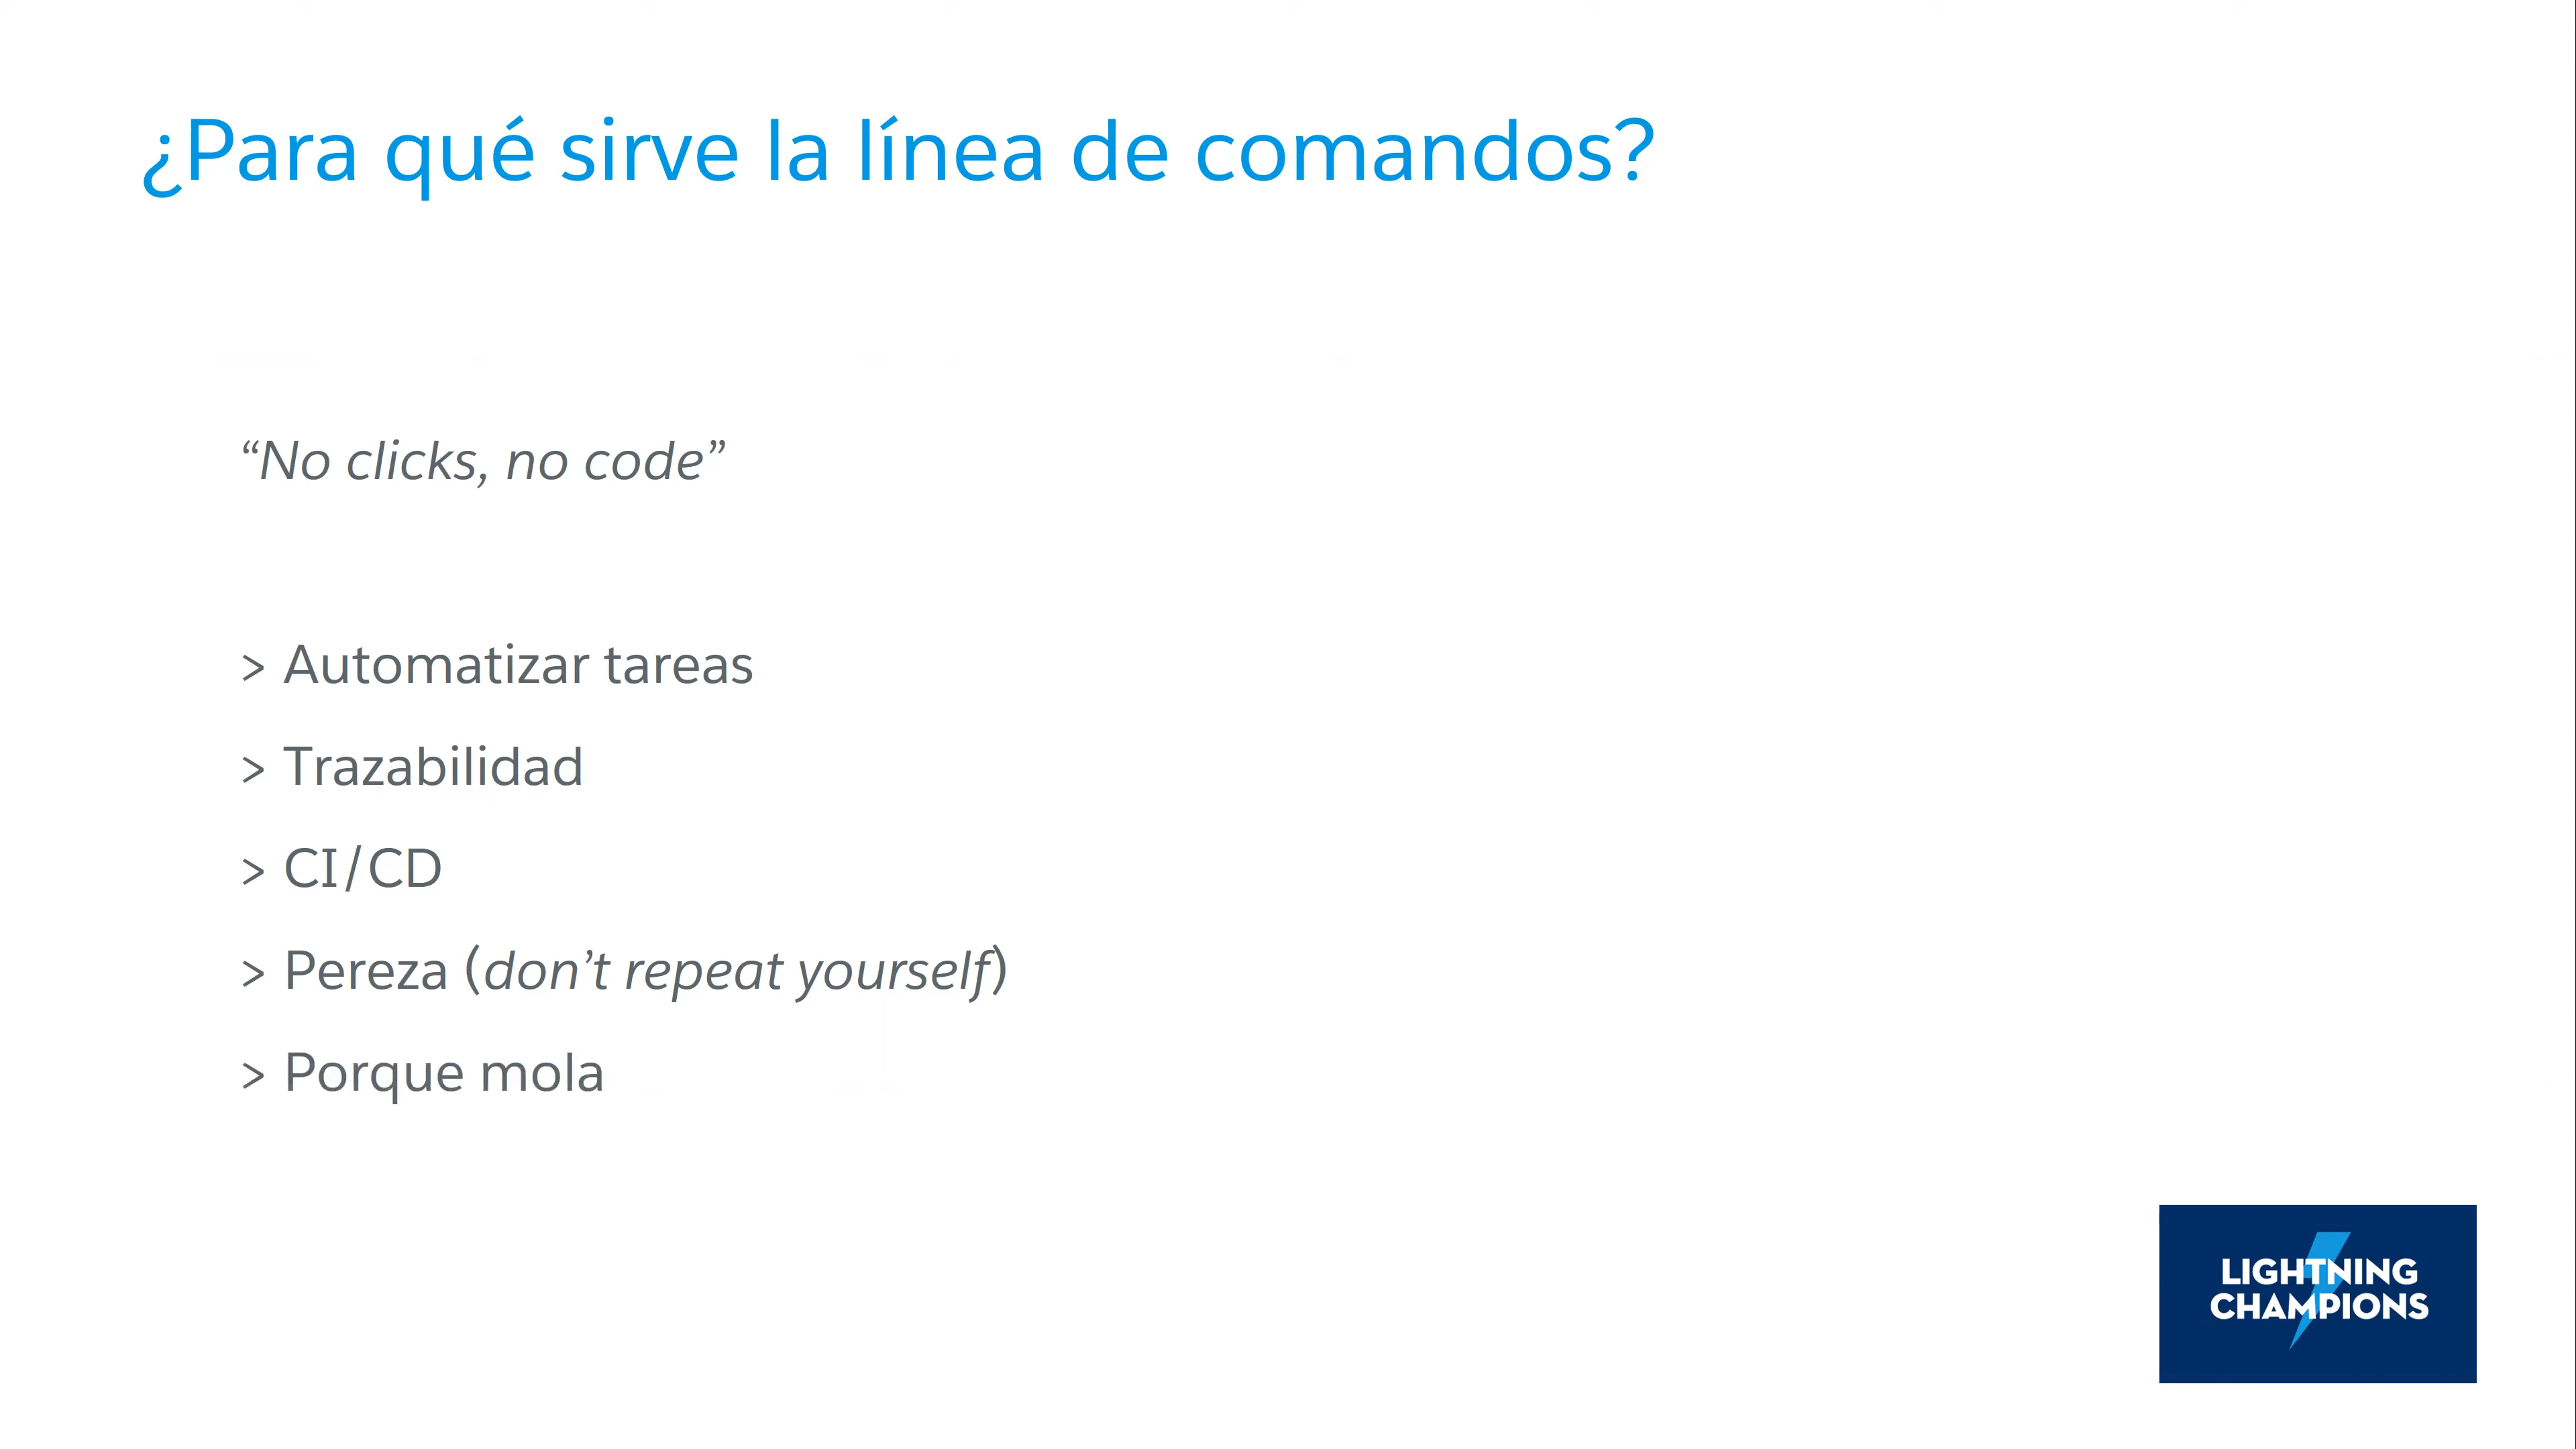 ¿Para qué sirve la línea de comandos?
“No clicks, no code”
> Automatizar tareas
> Trazabilidad
> CI/CD
> Pereza (don’t repeat yourself)
> Porque mola
LIGHTNING
CHAMPIONS